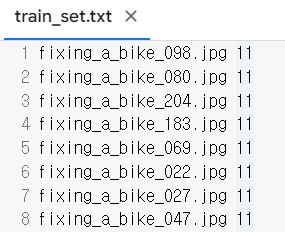 train_set.txt ×
1 fixing_a_bike_098.jpg 11
2 fixing_a_bike_080.jpg 11
3 fixing_a_bike_204.jpg 11
4 fixing_a_bike_183.jpg 11
5 fixing_a_bike_069.jpg 11
6 fixing_a_bike_022.jpg 11
7 fixing_a_bike_027.jpg 11
8 fixing_a_bike_047.jpg 11